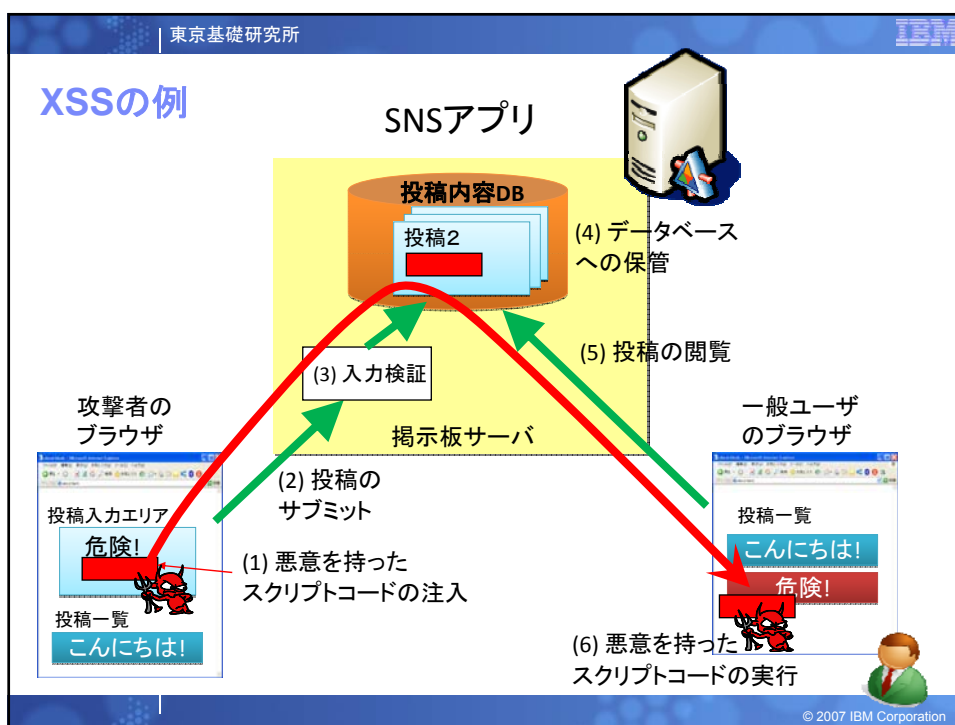 東京基礎研究所
IBM
XSSの例
SNSアプリ
投稿内容DB
投稿２
(4) データベース
への保管
(3) 入力検証
(5) 投稿の閲覧
掲示板サーバ
攻撃者の
ブラウザ
一般ユーザ
のブラウザ
(2) 投稿の
サブミット
投稿入力エリア
危険!
(1) 悪意を持った
スクリプトコードの注入
投稿一覧
こんにちは!
投稿一覧
こんにちは!
危険!
(6) 悪意を持った
スクリプトコードの実行
© 2007 IBM Corporation